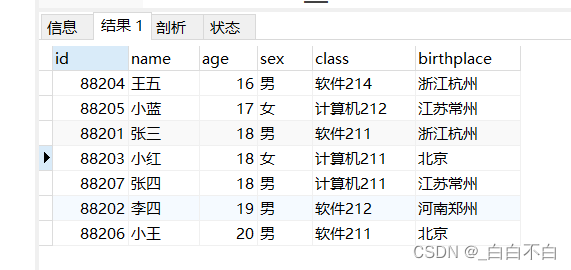 信息 结果 1 剖析 状态
id name age sex class birthplace
88204 王五 16 男 软件214 浙江杭州
88205 小蓝 17 女 计算机212 江苏常州
88201 张三 18 男 软件211 浙江杭州
88203 小红 18 女 计算机211 北京
88207 张四 18 男 计算机211 江苏常州
88202 李四 19 男 软件212 河南郑州
88206 小王 20 男 软件211 北京
CSDN @_白白不白